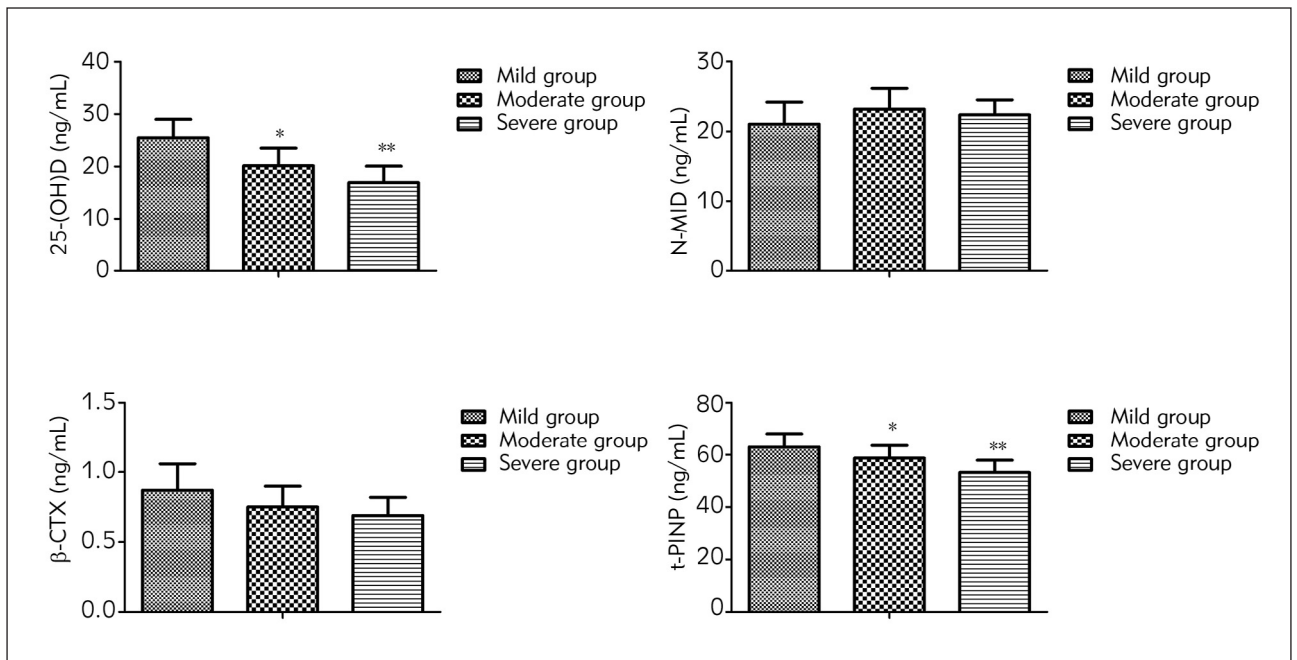 25-(OH)D (ng/mL)
40
30
20
10
0
*
**
Mild group
Moderate group
Severe group
N-MID (ng/mL)
30
20
10
0
Mild group
Moderate group
Severe group
β-CTX (ng/mL)
1.5
1.0
0.5
0.0
Mild group
Moderate group
Severe group
t-PINP (ng/mL)
80
60
40
20
0
*
**
Mild group
Moderate group
Severe group